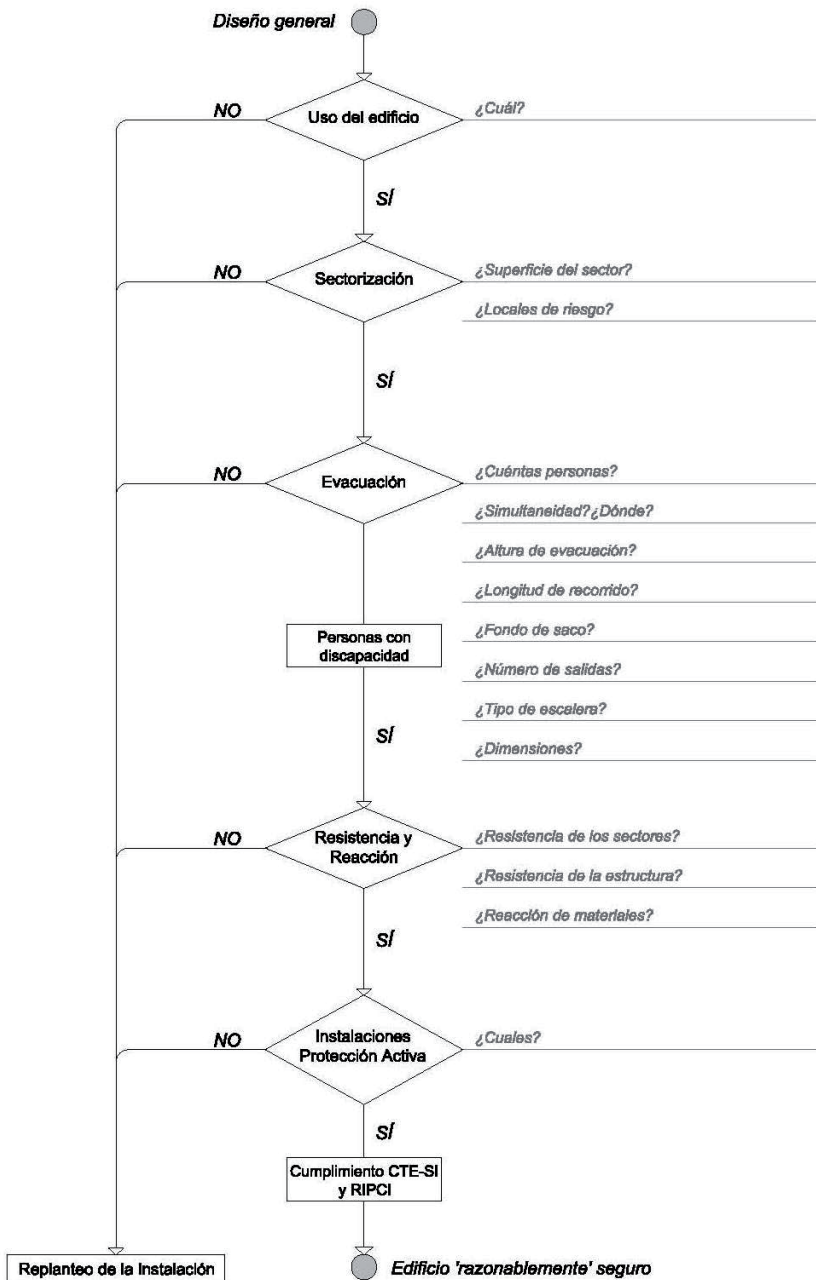 Diseño general
NO
Uso del edificio
¿Cuál?
SÍ
NO
Sectorización
¿Superficie del sector?
¿Locales de riesgo?
SÍ
NO
Evacuación
¿Cuéntas personas?
¿Simultaneidad?¿Dónde?
¿Altura de evacuación?
¿Longitud de recorrido?
Personas con
discapacidad
¿Fondo de saco?
¿Número de salidas?
¿Tipo de escalera?
SÍ
¿Dimensiones?
NO
Resistencia y
Reacción
¿Resistencia de los sectores?
¿Resistencia de la estructura?
¿Reacción de materiales?
SÍ
NO
Instalaciones
Protección Activa
¿Cuales?
SÍ
Cumplimiento CTE-SI
y RIPCI
Replanteo de la Instalación
Edificio 'razonablemente' seguro